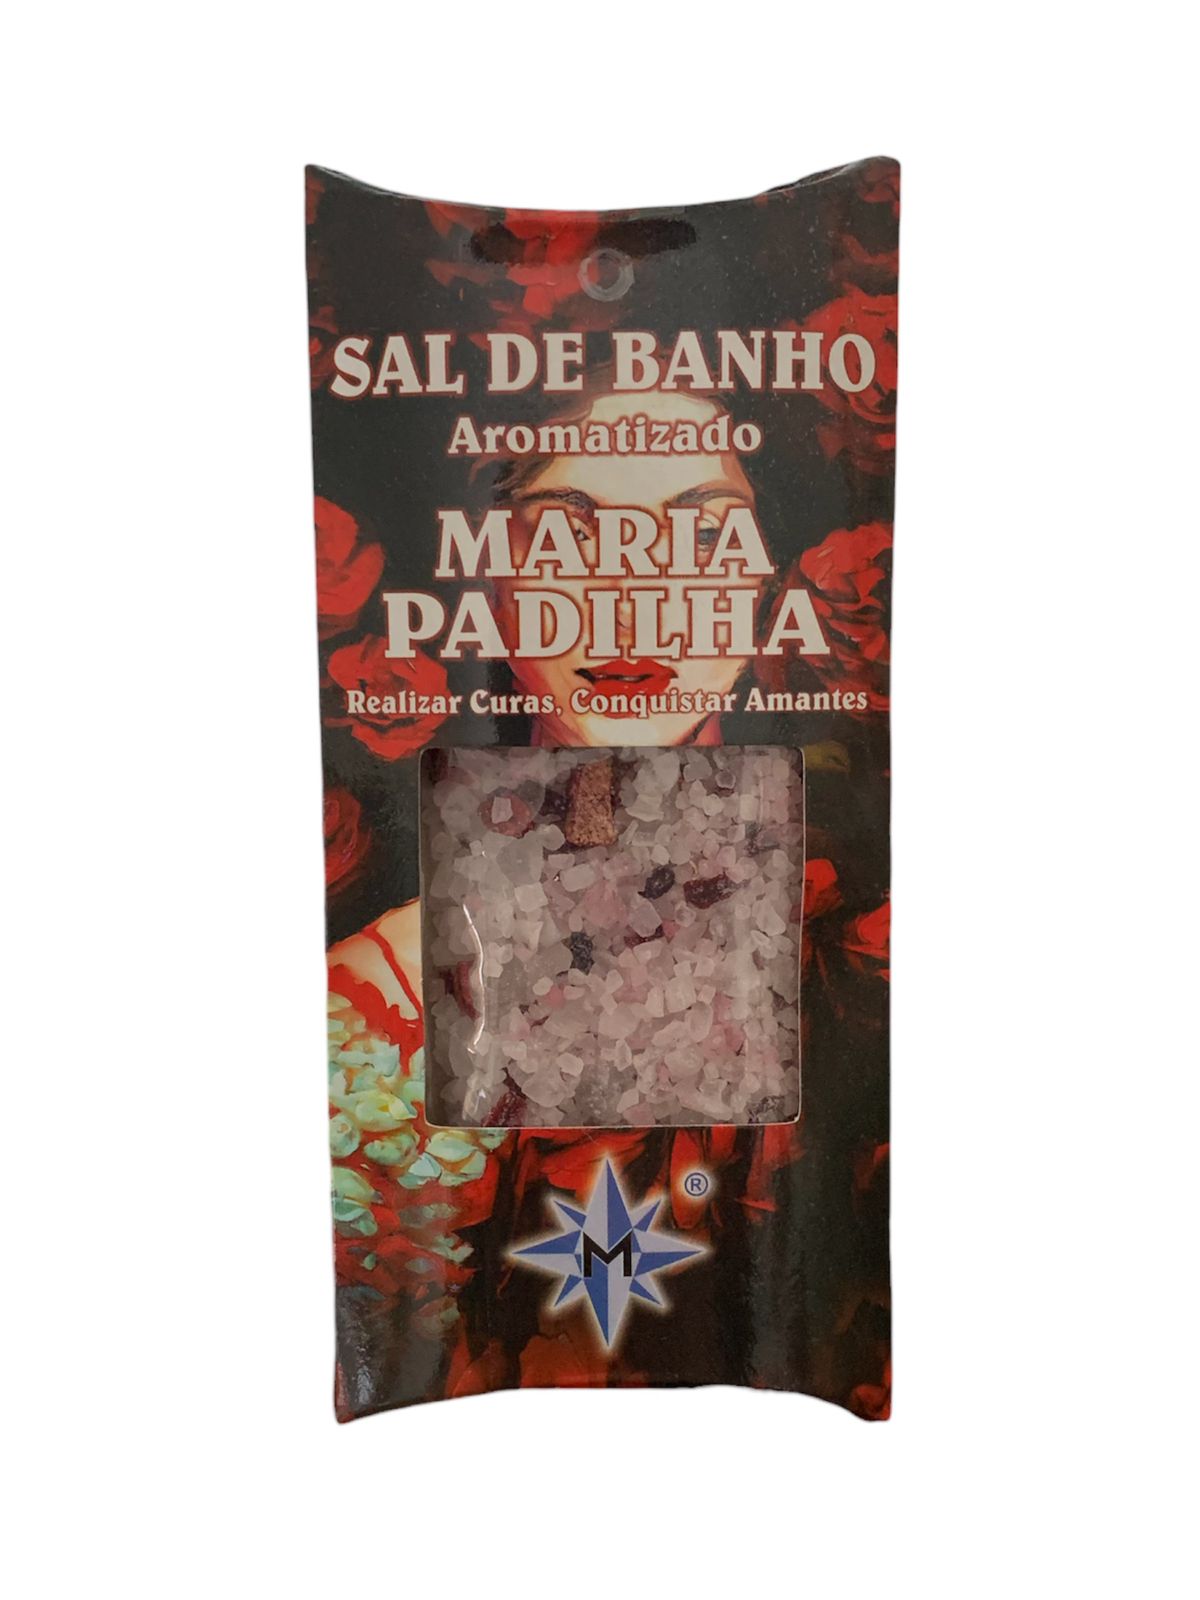 SAL DE BANHO
Aromatizado
MARIA
PADILHA
Realizar Curas, Conquistar Amantes
®
M